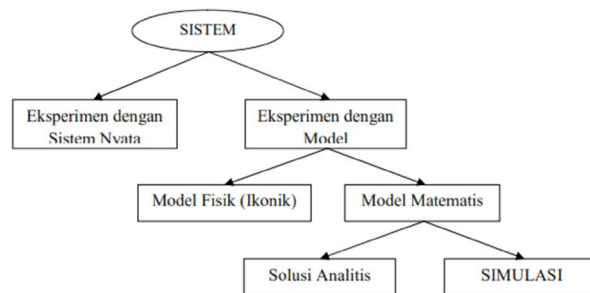 SISTEM
Eksperimen dengan
Sistem Nyata
Eksperimen dengan
Model
Model Fisik (Ikonik)
Model Matematis
Solusi Analitis
SIMULASI